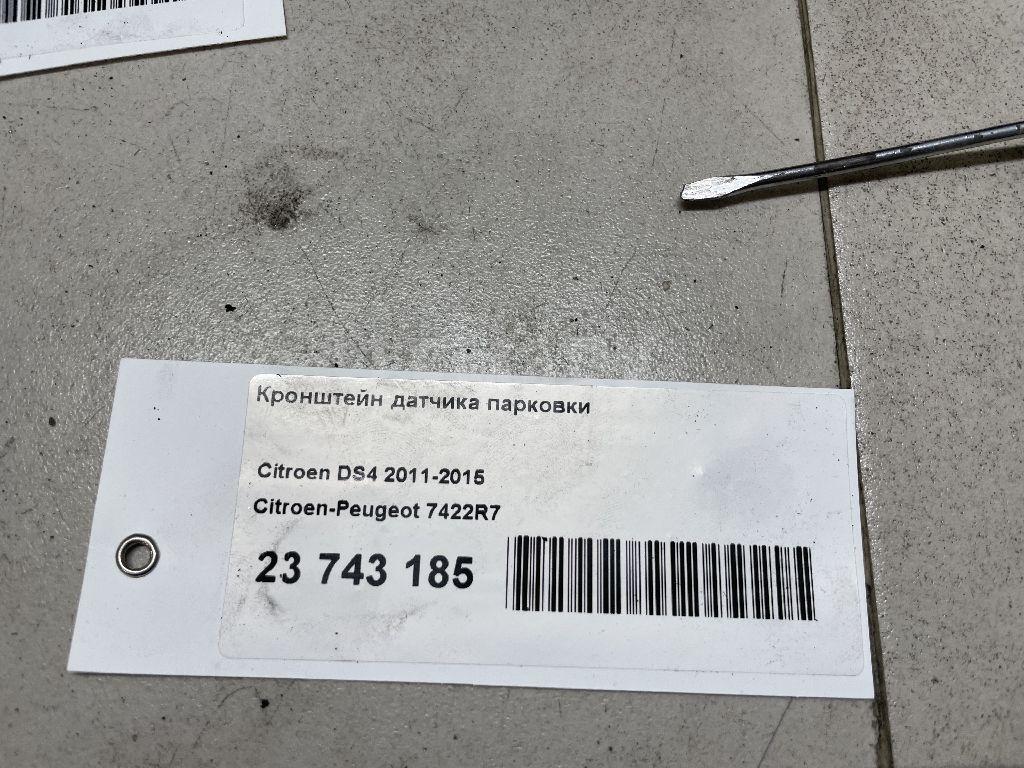 Кронштейн датчика парковки
Citroen DS4 2011-2015
Citroen-Peugeot 7422R7
23 743 185